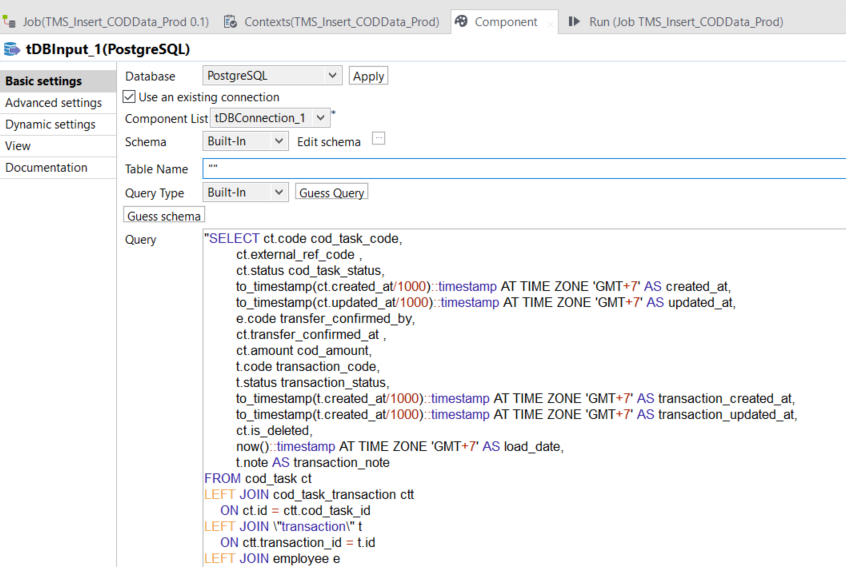 Job(TMS_Insert_CODData_Prod 0.1) Contexts(TMS_Insert_CODData_Prod) Component Run (Job TMS_Insert_CODData_Prod)
tDBInput_1(PostgreSQL)
Basic settings
Advanced settings
Dynamic settings
View
Documentation
Database PostgreSQL Apply
Use an existing connection
Component List tDBConnection_1 *
Schema Built-In Edit schema ...
Table Name ""
Query Type Built-In Guess Query
Guess schema
Query "SELECT ct.code cod_task_code,
ct.external_ref_code ,
ct.status cod_task_status,
to_timestamp(ct.created_at/1000)::timestamp AT TIME ZONE 'GMT+7' AS created_at,
to_timestamp(ct.updated_at/1000)::timestamp AT TIME ZONE 'GMT+7' AS updated_at,
e.code transfer_confirmed_by,
ct.transfer_confirmed_at ,
ct.amount cod_amount,
t.code transaction_code,
t.status transaction_status,
to_timestamp(t.created_at/1000)::timestamp AT TIME ZONE 'GMT+7' AS transaction_created_at,
to_timestamp(t.created_at/1000)::timestamp AT TIME ZONE 'GMT+7' AS transaction_updated_at,
ct.is_deleted,
now()::timestamp AT TIME ZONE 'GMT+7' AS load_date,
t.note AS transaction_note
FROM cod_task ct
LEFT JOIN cod_task_transaction ctt
ON ct.id = ctt.cod_task_id
LEFT JOIN \"transaction\" t
ON ctt.transaction_id = t.id
LEFT JOIN employee e